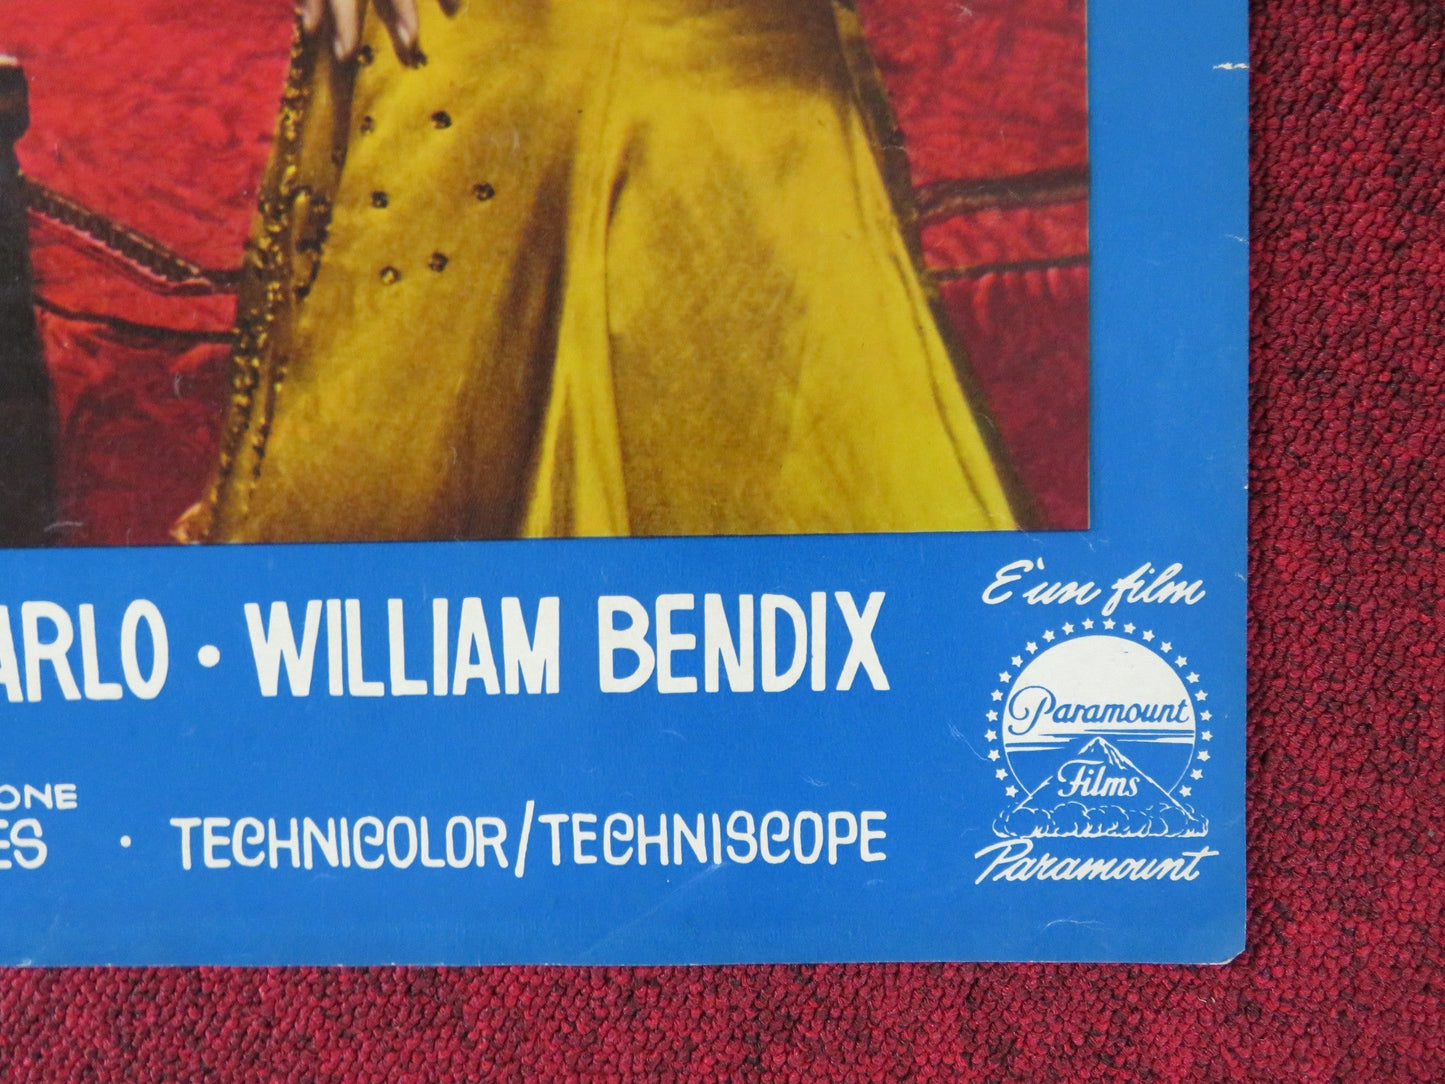 È un film
ARLO · WILLIAM BENDIX
Paramount
Films
ONE
ES · TECHNICOLOR/TECHNISCOPE
Paramount